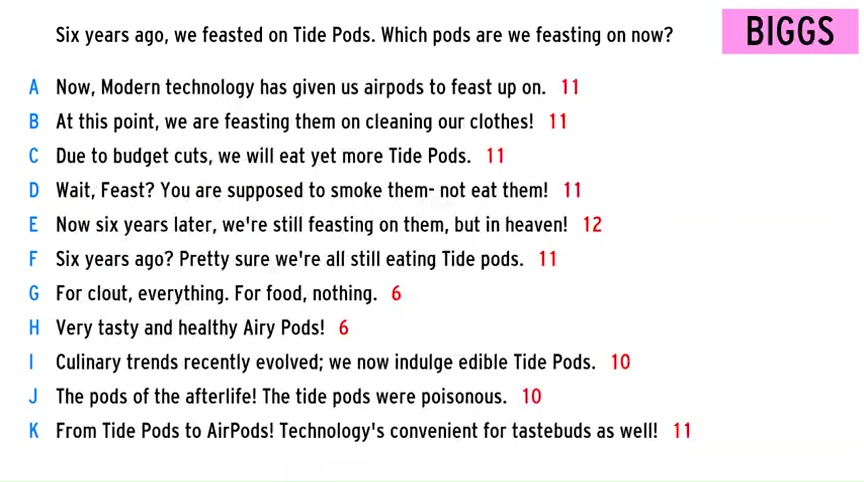 Six years ago, we feasted on Tide Pods. Which pods are we feasting on now?
BIGGS
A Now, Modern technology has given us airpods to feast up on. 11
B At this point, we are feasting them on cleaning our clothes! 11
C Due to budget cuts, we will eat yet more Tide Pods. 11
D Wait, Feast? You are supposed to smoke them- not eat them! 11
E Now six years later, we're still feasting on them, but in heaven! 12
F Six years ago? Pretty sure we're all still eating Tide pods. 11
G For clout, everything. For food, nothing. 6
H Very tasty and healthy Airy Pods! 6
I Culinary trends recently evolved; we now indulge edible Tide Pods. 10
J The pods of the afterlife! The tide pods were poisonous. 10
K From Tide Pods to AirPods! Technology's convenient for tastebuds as well! 11